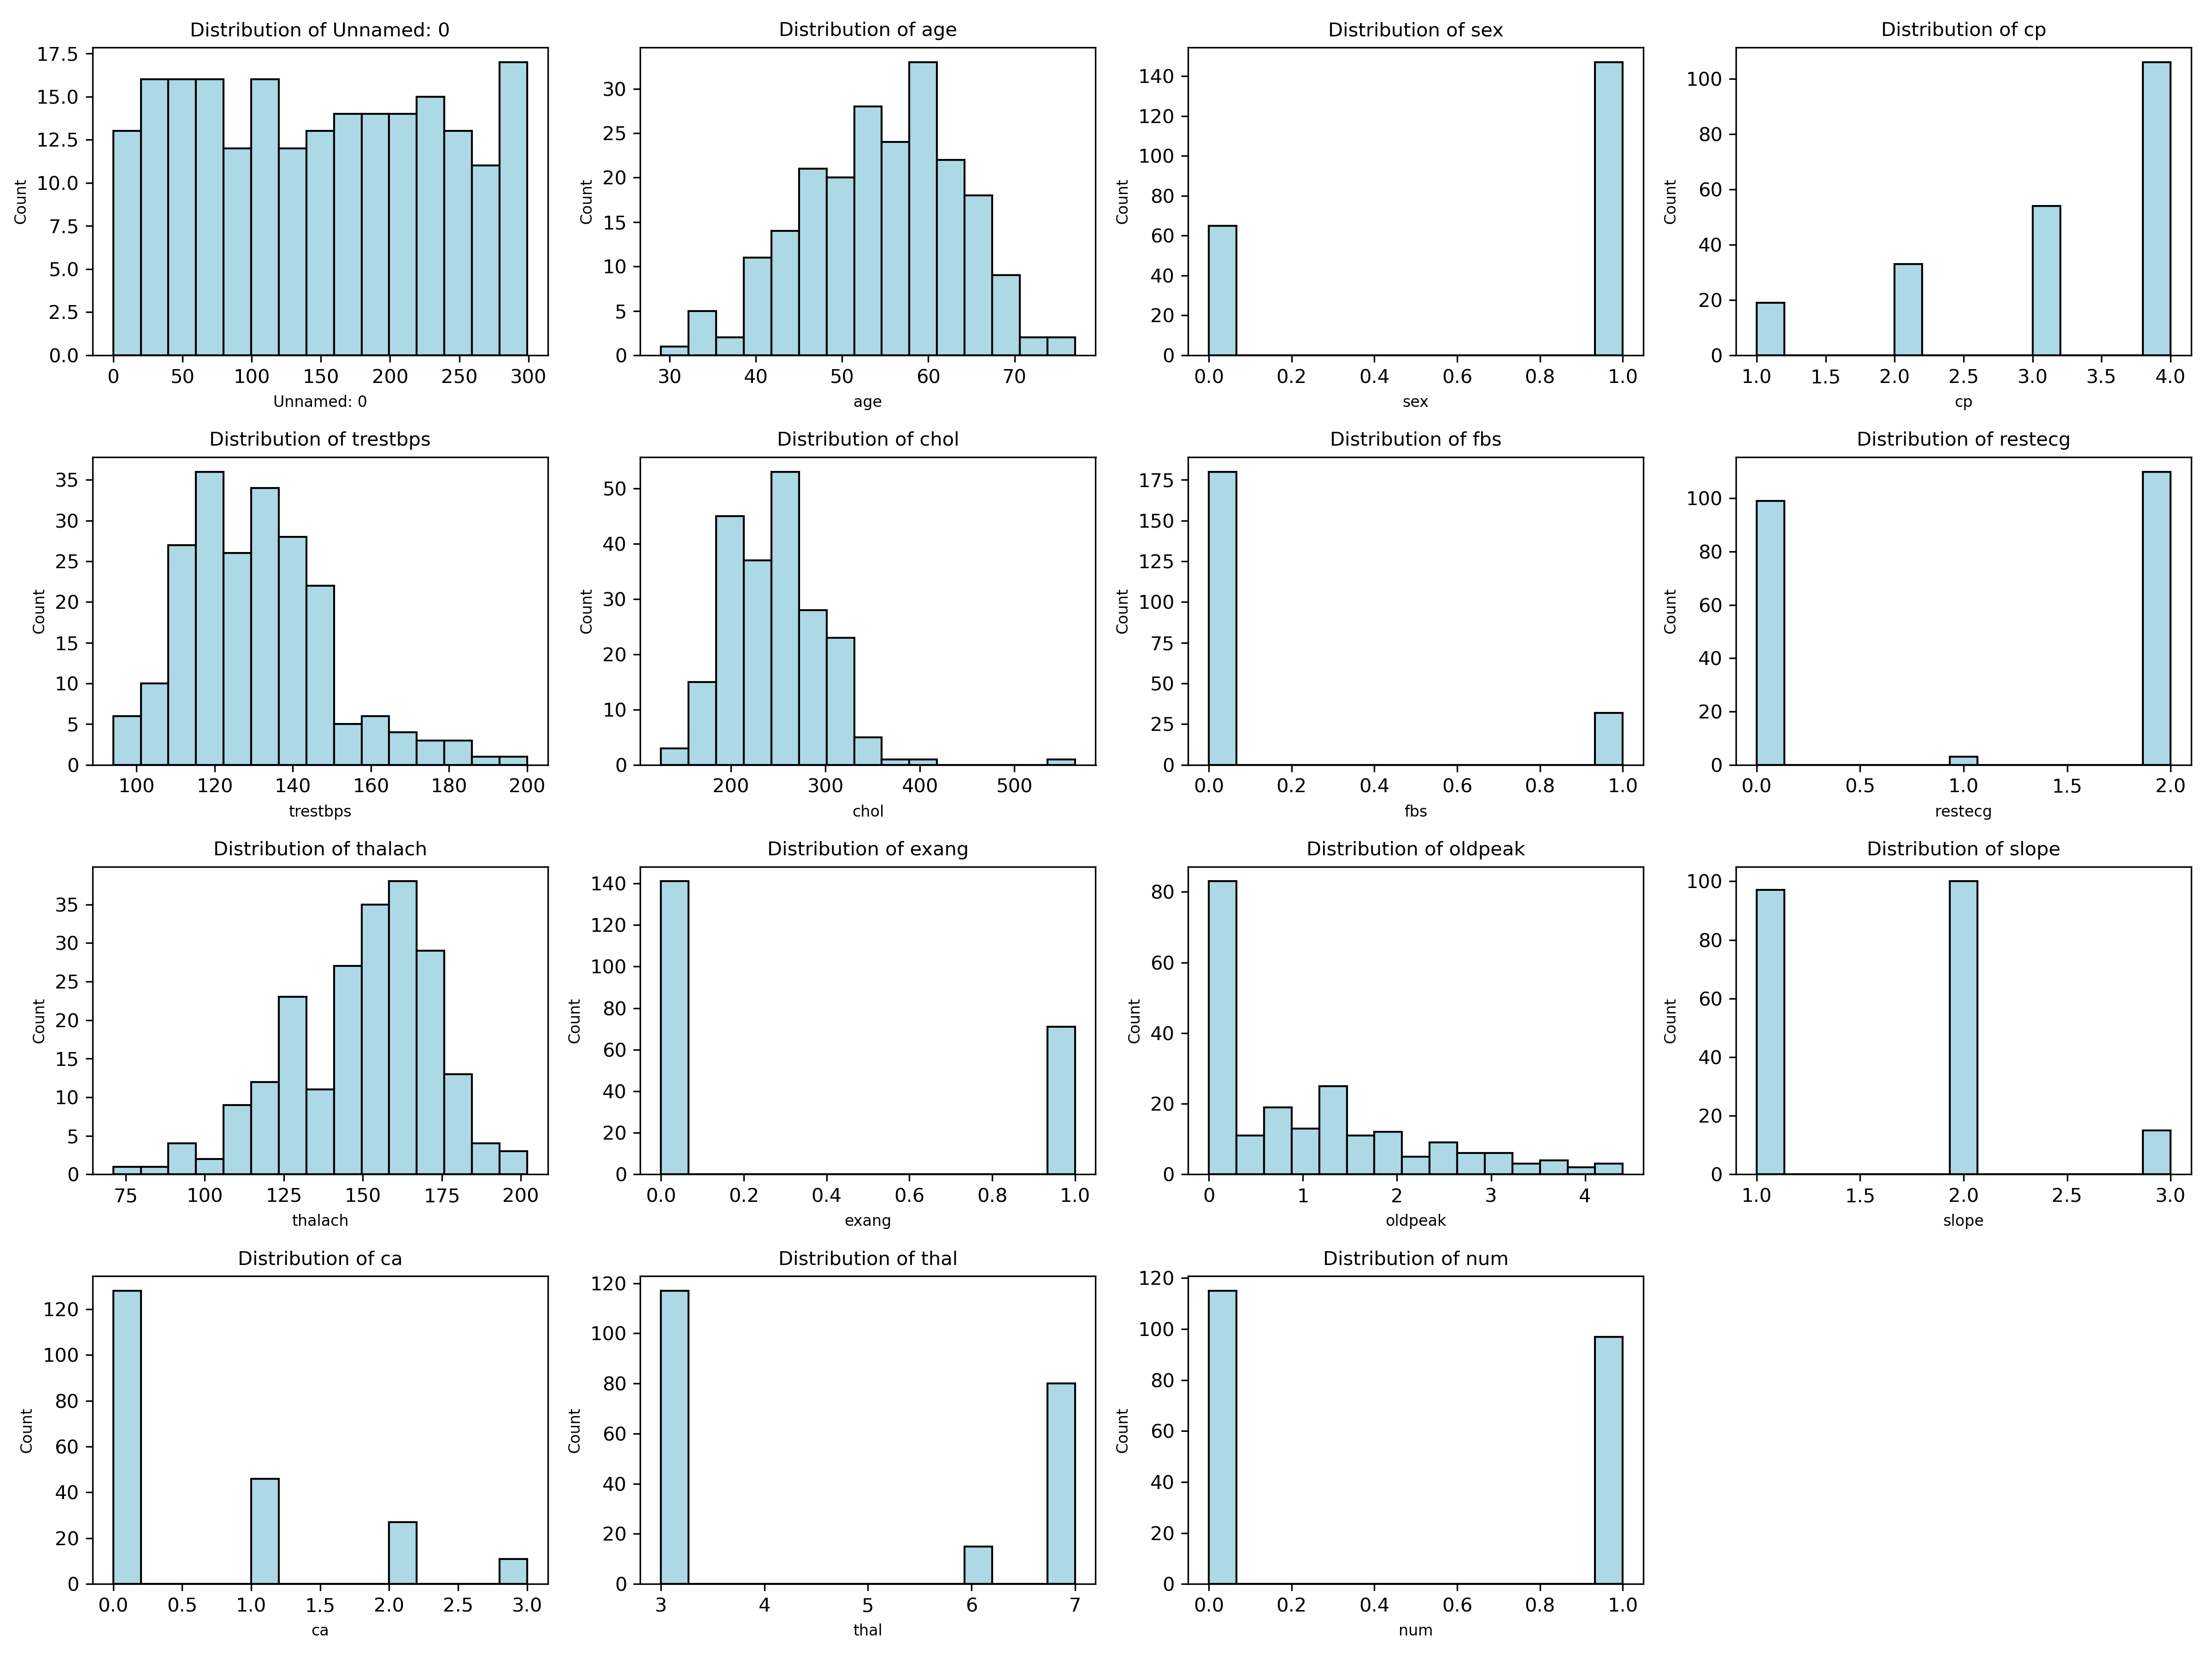 Distribution of Unnamed: 0
Count
17.5
15.0
12.5
10.0
7.5
5.0
2.5
0.0
0 50 100 150 200 250 300
Unnamed: 0
Distribution of age
Count
30
25
20
15
10
5
0
30 40 50 60 70
age
Distribution of sex
Count
140
120
100
80
60
40
20
0
0.0 0.2 0.4 0.6 0.8 1.0
sex
Distribution of cp
Count
100
80
60
40
20
0
1.0 1.5 2.0 2.5 3.0 3.5 4.0
cp
Distribution of trestbps
Count
35
30
25
20
15
10
5
0
100 120 140 160 180 200
trestbps
Distribution of chol
Count
50
40
30
20
10
0
200 300 400 500
chol
Distribution of fbs
Count
175
150
125
100
75
50
25
0
0.0 0.2 0.4 0.6 0.8 1.0
fbs
Distribution of restecg
Count
100
80
60
40
20
0
0.0 0.5 1.0 1.5 2.0
restecg
Distribution of thalach
Count
35
30
25
20
15
10
5
0
75 100 125 150 175 200
thalach
Distribution of exang
Count
140
120
100
80
60
40
20
0
0.0 0.2 0.4 0.6 0.8 1.0
exang
Distribution of oldpeak
Count
80
60
40
20
0
0 1 2 3 4
oldpeak
Distribution of slope
Count
100
80
60
40
20
0
1.0 1.5 2.0 2.5 3.0
slope
Distribution of ca
Count
120
100
80
60
40
20
0
0.0 0.5 1.0 1.5 2.0 2.5 3.0
ca
Distribution of thal
Count
120
100
80
60
40
20
0
3 4 5 6 7
thal
Distribution of num
Count
120
100
80
60
40
20
0
0.0 0.2 0.4 0.6 0.8 1.0
num